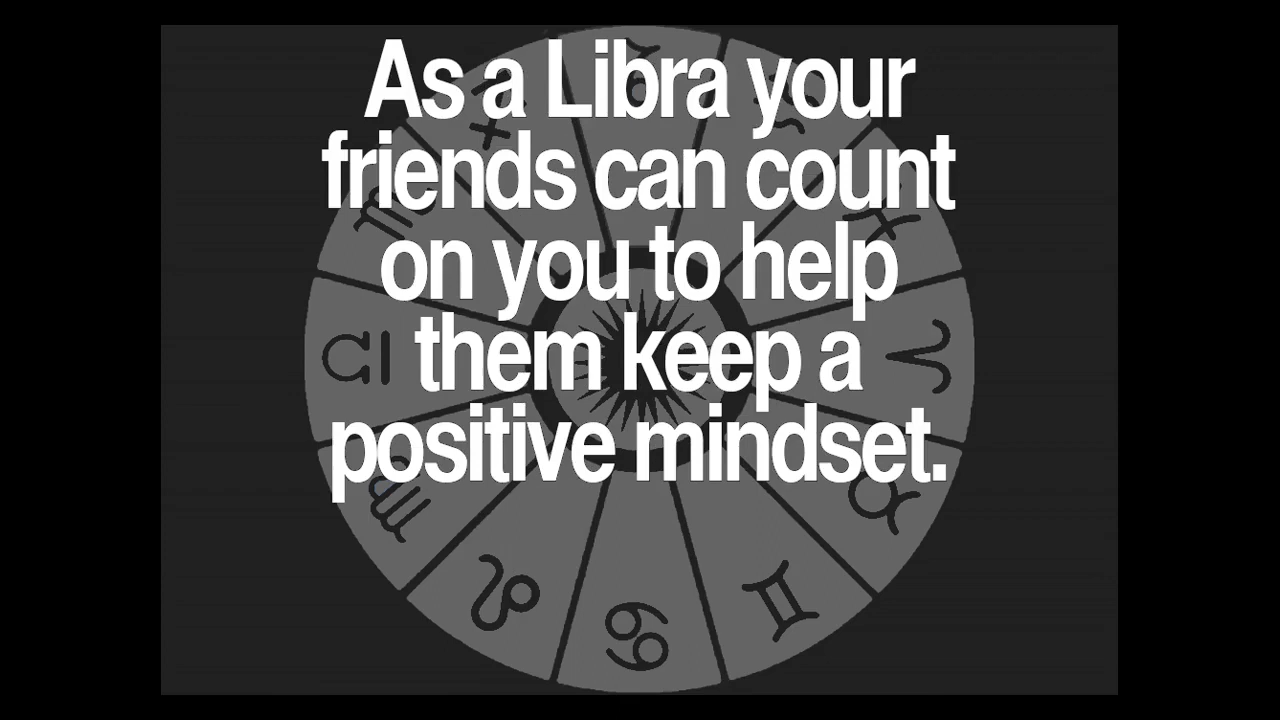 As a Libra your
friends can count
on you to help
them keep a
positive mindset.